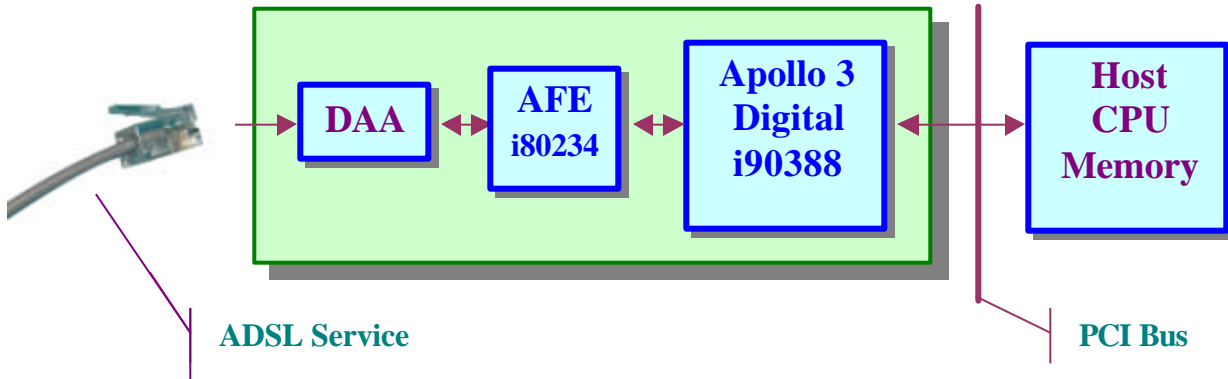 DAA
AFE
i80234
Apollo 3
Digital
i90388
Host
CPU
Memory
ADSL Service
PCI Bus